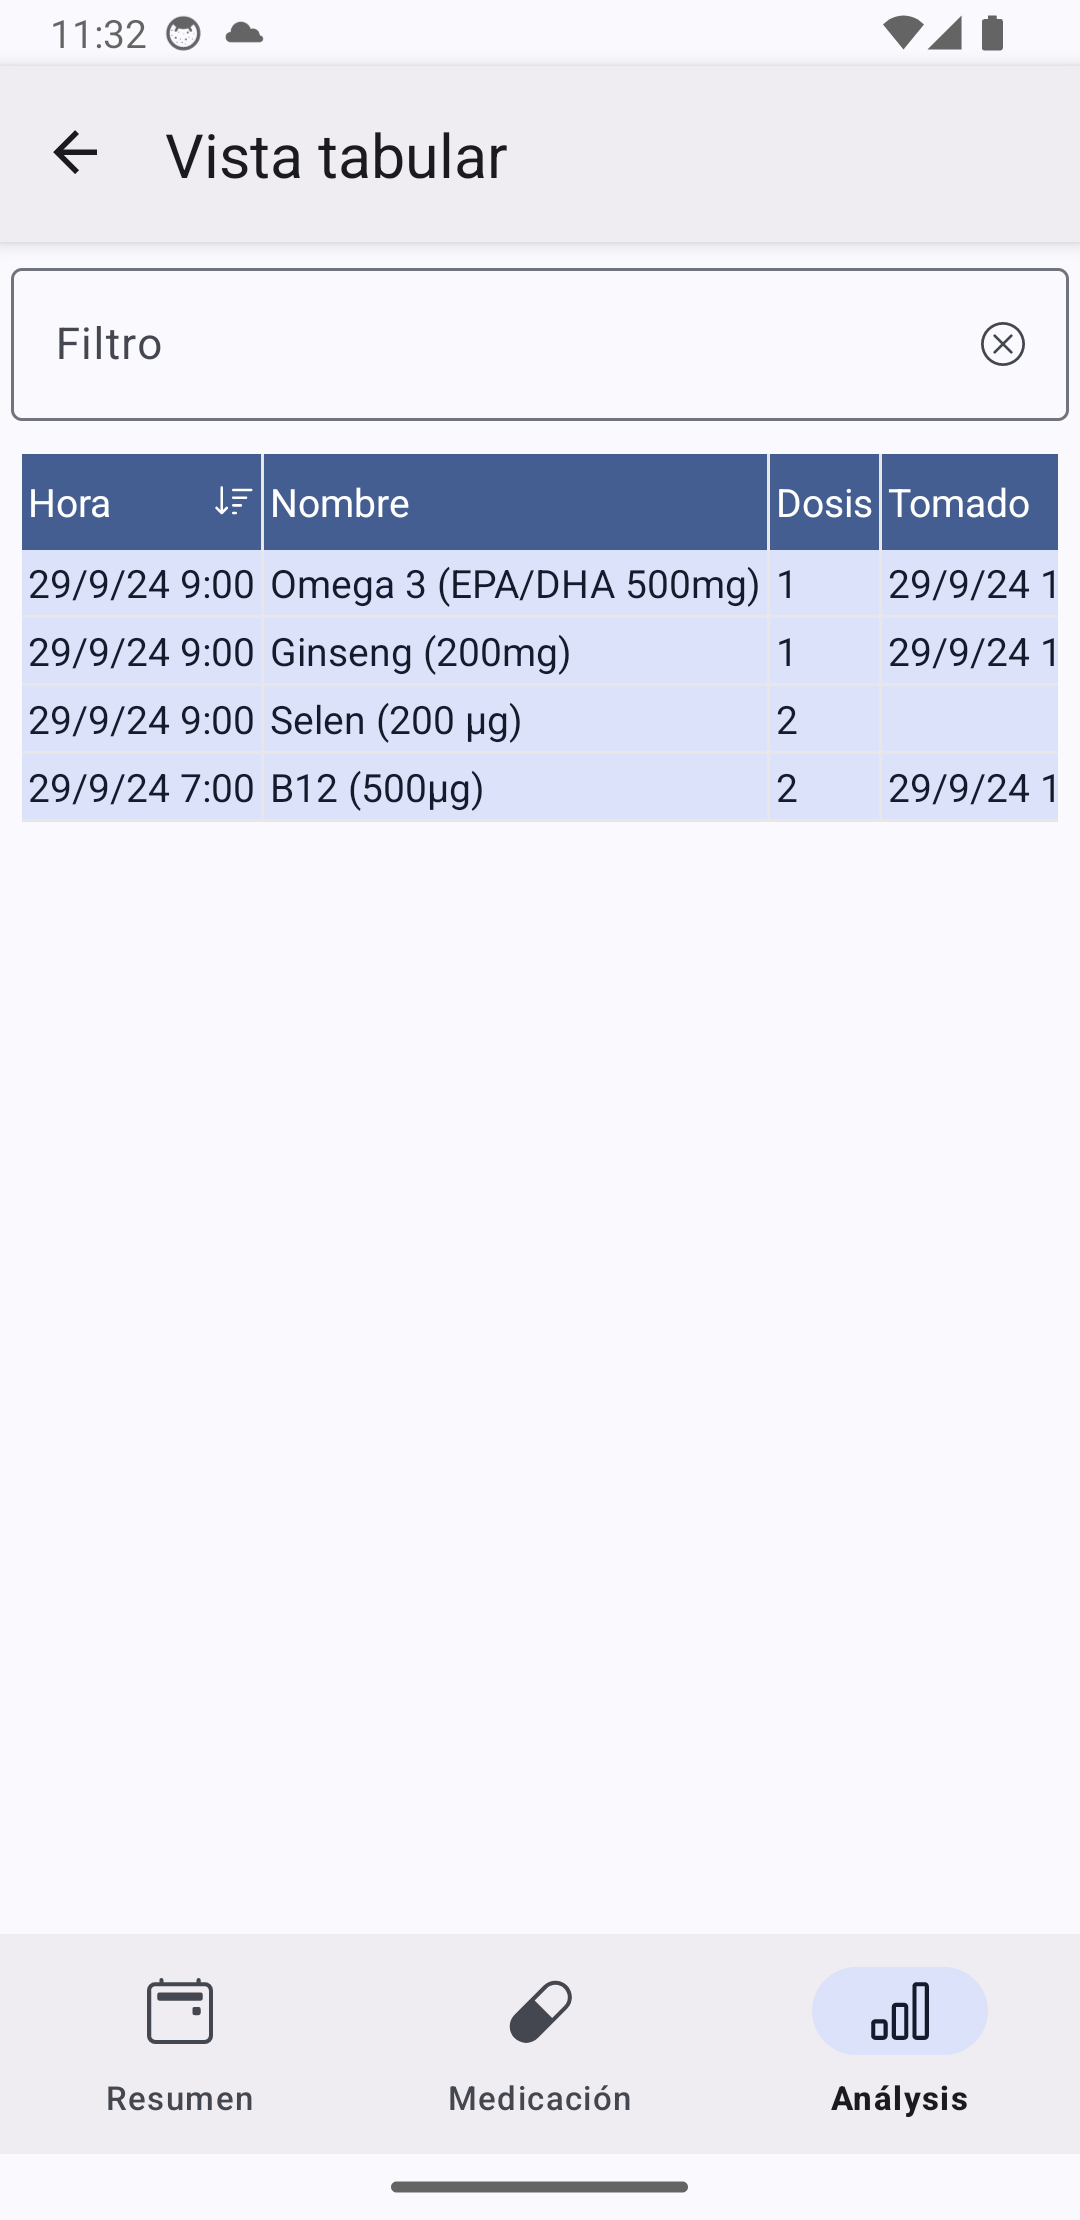 11:32
Vista tabular
Filtro
Hora Nombre Dosis Tomado
29/9/24 9:00 Omega 3 (EPA/DHA 500mg) 1 29/9/24 1
29/9/24 9:00 Ginseng (200mg) 1 29/9/24 1
29/9/24 9:00 Selen (200 µg) 2
29/9/24 7:00 B12 (500µg) 2 29/9/24 1
Resumen Medicación Análysis